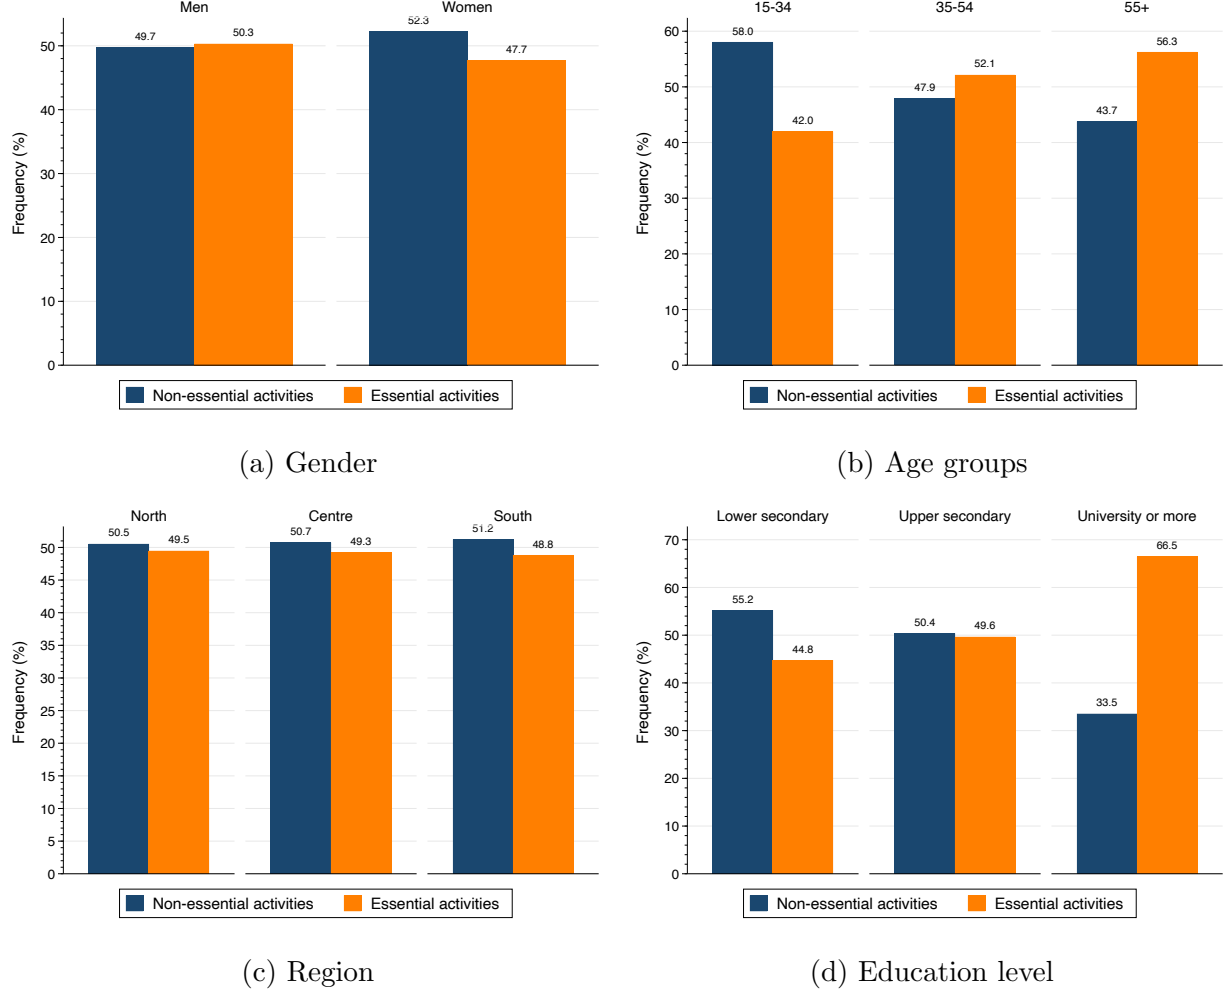 Men Women
52.3
49.7 50.3 47.7
50
40
30
20
10
0
Frequency (%)
Non-essential activities Essential activities
(a) Gender
15-34 35-54 55+
60
58.0 42.0 47.9 52.1 43.7 56.3
50
40
30
20
10
0
Frequency (%)
Non-essential activities Essential activities
(b) Age groups
North Centre South
50.5 49.5 50.7 49.3 51.2 48.8
50
45
40
35
30
25
20
15
10
5
0
Frequency (%)
Non-essential activities Essential activities
(c) Region
Lower secondary Upper secondary University or more
70
55.2 44.8 50.4 49.6 33.5 66.5
60
50
40
30
20
10
0
Frequency (%)
Non-essential activities Essential activities
(d) Education level